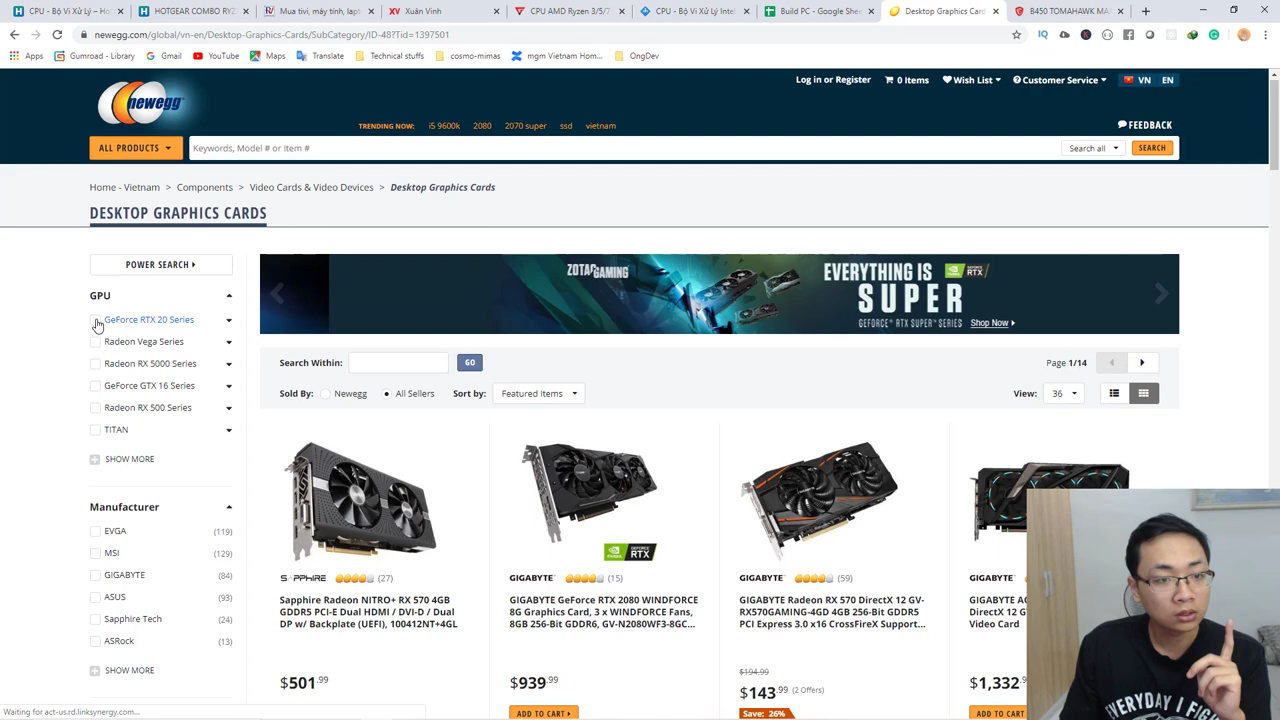 CPU - Bộ Vi Xử Lý
HOTGEAR COMBO RYZ
Mua tivi, máy tính, lap
Xuân Vinh
CPU AMD Ryzen 3/5/7
CPU - Bộ Vi Xử Lý Intel
Build PC - Google Shee
Desktop Graphics Cards
B450 TOMAHAWK MA
newegg.com/global/vn-en/Desktop-Graphics-Cards/SubCategory/ID-48?Tid=1397501
Apps
Gumroad - Library
Gmail
YouTube
Maps
Translate
Technical stuffs
cosmo-mimas
mgm Vietnam Hom...
OngDev
newegg
Log in or Register
0 Items
Wish List
Customer Service
VN
EN
TRENDING NOW:
i5 9600k
2080
2070 super
ssd
vietnam
FEEDBACK
ALL PRODUCTS
Keywords, Model # or Item #
Search all
SEARCH
Home - Vietnam > Components > Video Cards & Video Devices > Desktop Graphics Cards
DESKTOP GRAPHICS CARDS
POWER SEARCH
GPU
GeForce RTX 20 Series
Radeon Vega Series
Radeon RX 5000 Series
GeForce GTX 16 Series
Radeon RX 500 Series
TITAN
SHOW MORE
Manufacturer
EVGA (119)
MSI (129)
GIGABYTE (84)
ASUS (93)
Sapphire Tech (24)
ASRock (13)
SHOW MORE
ZOTAC GAMING
EVERYTHING IS
SUPER
GEFORCE® RTX SUPER™ SERIES
GEFORCE
RTX
Shop Now
Search Within:
GO
Page 1/14
Sold By:
Newegg
All Sellers
Sort by:
Featured Items
View:
36
SAPPHIRE (27)
Sapphire Radeon NITRO+ RX 570 4GB
GDDR5 PCI-E Dual HDMI / DVI-D / Dual
DP w/ Backplate (UEFI), 100412NT+4GL
$501.99
GEFORCE
RTX
GIGABYTE™ (15)
GIGABYTE GeForce RTX 2080 WINDFORCE
8G Graphics Card, 3 x WINDFORCE Fans,
8GB 256-Bit GDDR6, GV-N2080WF3-8GC...
$939.99
ADD TO CART
GIGABYTE™ (59)
GIGABYTE Radeon RX 570 DirectX 12 GV-
RX570GAMING-4GD 4GB 256-Bit GDDR5
PCI Express 3.0 x16 CrossFireX Support...
$194.99
$143.99 (2 Offers)
Save: 26%
GIGABYTE
GIGABYTE AO
DirectX 12 G
Video Card
$1,332.99
ADD TO CART
Waiting for act-us.rd.linksynergy.com...
EVERYDAY I F